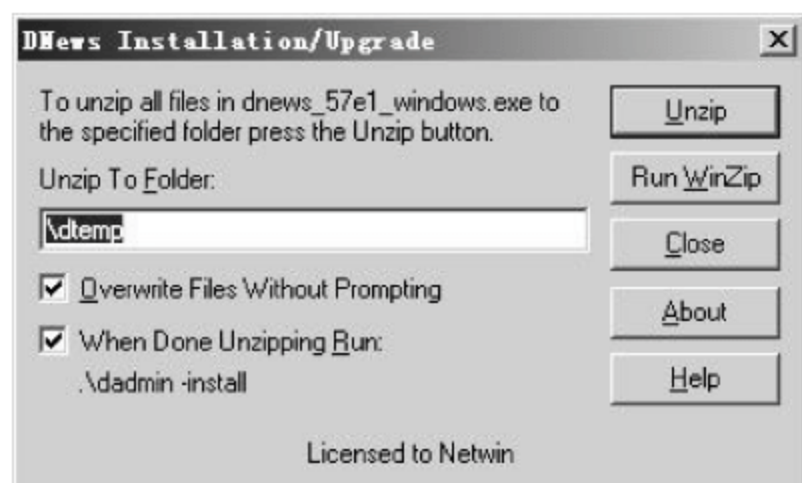 DNews Installation/Upgrade
To unzip all files in dnews_57e1_windows.exe to
the specified folder press the Unzip button.
Unzip To Folder:
\dtemp
Overwrite Files Without Prompting
When Done Unzipping Run:
.\dadmin -install
Licensed to Netwin
Unzip
Run WinZip
Close
About
Help